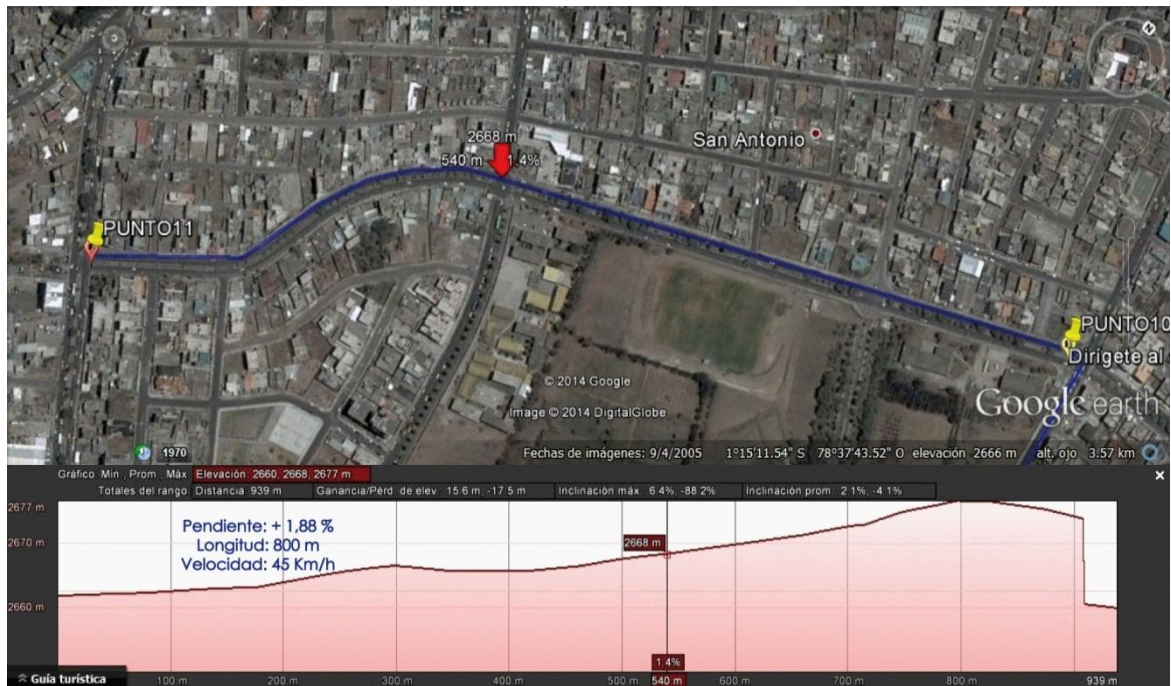 2668 m
540 m 1.4%
San Antonio
PUNTO11
PUNTO10
Dirígete al
© 2014 Google
Image © 2014 DigitalGlobe
Google earth
1970
Fechas de imágenes: 9/4/2005 1°15'11.54" S 78°37'43.52" O elevación 2666 m alt. ojo 3.57 km
Gráfico Mín., Prom., Máx Elevación: 2660, 2668, 2677 m
Totales del rango Distancia: 939 m Ganancia/Pérd. de elev.: 15.6 m, -17.5 m Inclinación máx.: 6.4%, -88.2% Inclinación prom.: 2.1%, -4.1%
2677 m
Pendiente: + 1,88 %
Longitud: 800 m
Velocidad: 45 Km/h
2668 m
2670 m
2660 m
1.4%
Guía turística
100 m 200 m 300 m 400 m 500 m 540 m 600 m 700 m 800 m 939 m